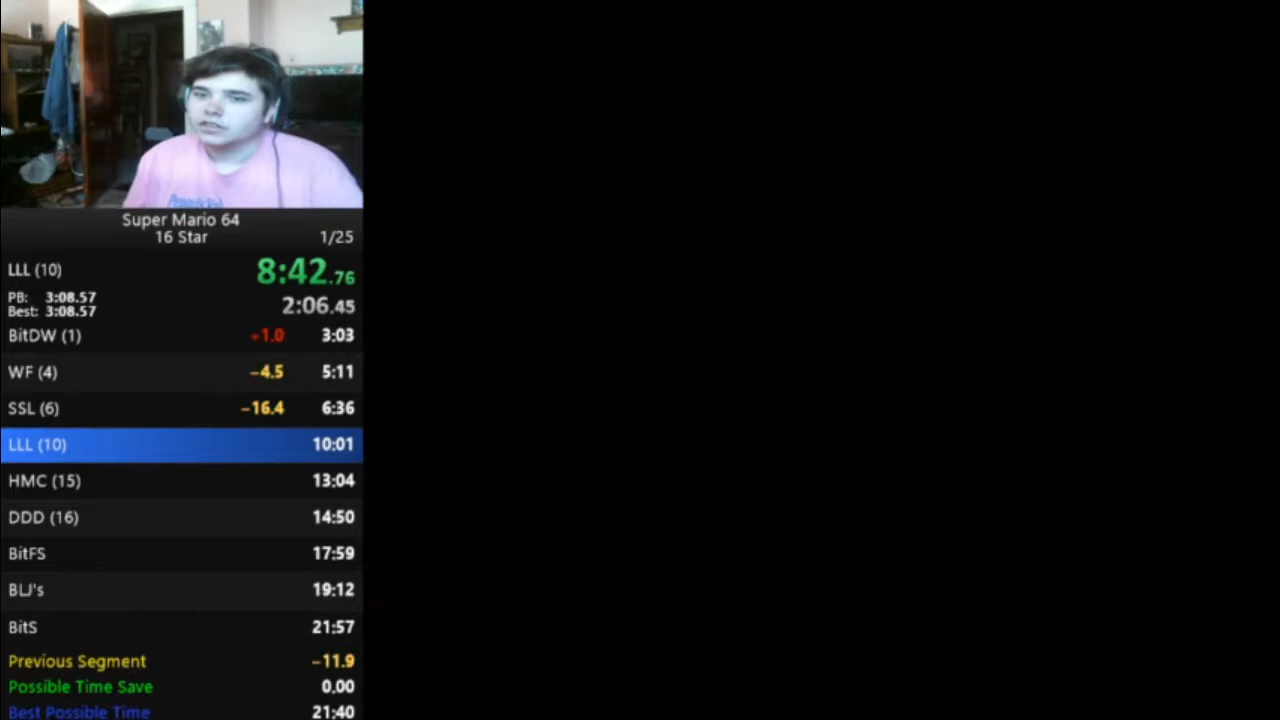 Super Mario 64
16 Star 1/25
LLL (10) 8:42.76
PB: 3:08.57
Best: 3:08.57 2:06.45
BitDW (1) +1.0 3:03
WF (4) −4.5 5:11
SSL (6) −16.4 6:36
LLL (10) 10:01
HMC (15) 13:04
DDD (16) 14:50
BitFS 17:59
BLJ's 19:12
BitS 21:57
Previous Segment −11.9
Possible Time Save 0.00
Best Possible Time 21:40